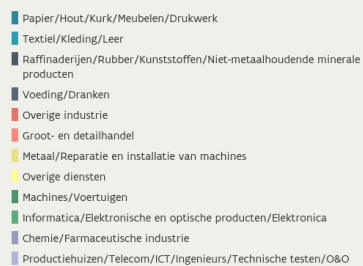 Papier/Hout/Kurk/Meubelen/Drukwerk
Textiel/Kleding/Leer
Raffinaderijen/Rubber/Kunststoffen/Niet-metaalhoudende minerale
producten
Voeding/Dranken
Overige industrie
Groot- en detailhandel
Metaal/Reparatie en installatie van machines
Overige diensten
Machines/Voertuigen
Informatica/Elektronische en optische producten/Elektronica
Chemie/Farmaceutische industrie
Productiehuizen/Telecom/ICT/Ingenieurs/Technische testen/O&O